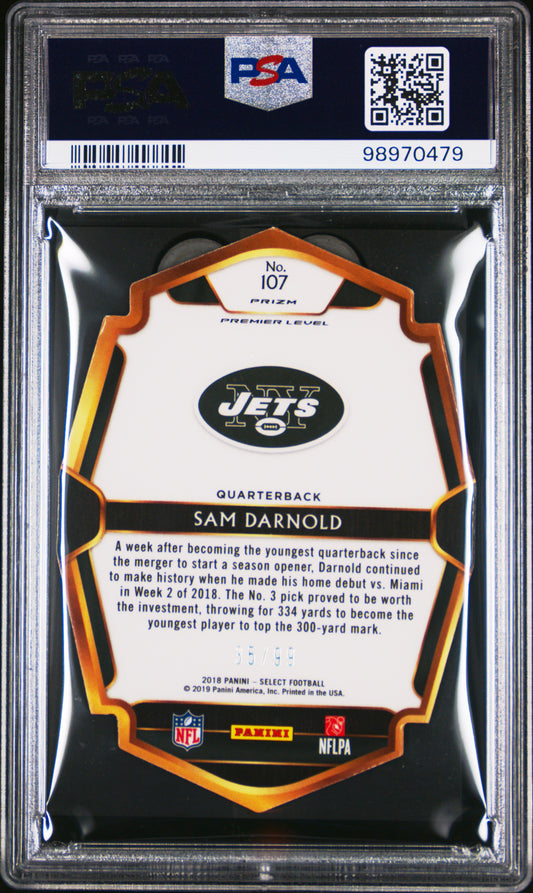 PSA
PSA
98970479
No.
107
PRIZM
PREMIER LEVEL
NY
JETS
QUARTERBACK
SAM DARNOLD
A week after becoming the youngest quarterback since
the merger to start a season opener, Darnold continued
to make history when he made his home debut vs. Miami
in Week 2 of 2018. The No. 3 pick proved to be worth
the investment, throwing for 334 yards to become the
youngest player to top the 300-yard mark.
/99
2018 PANINI - SELECT FOOTBALL
© 2019 Panini America, Inc. Printed in the USA.
NFL
PANINI
NFLPA